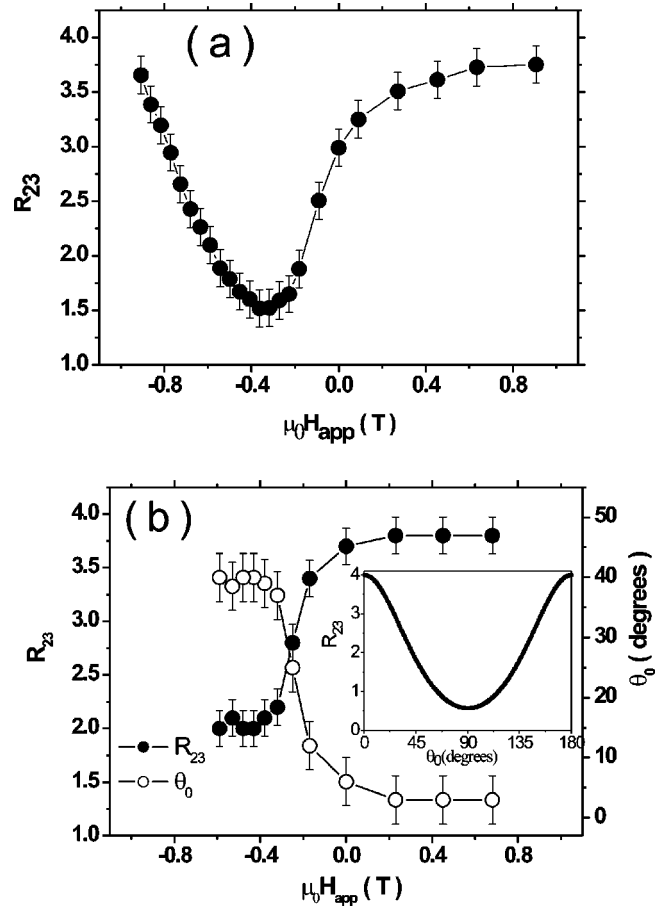 ( a )
4.0
3.5
3.0
2.5
2.0
1.5
1.0
R23
-0.8 -0.4 0.0 0.4 0.8
μ0Happ ( T )
( b )
4.0
3.5
3.0
2.5
2.0
1.5
1.0
R23
R23
θ0
-0.8 -0.4 0.0 0.4 0.8
μ0Happ ( T )
50
40
30
20
10
0
θ0 ( degrees )
4
3
2
1
0
R23
0 45 90 135 180
θ0(degrees)